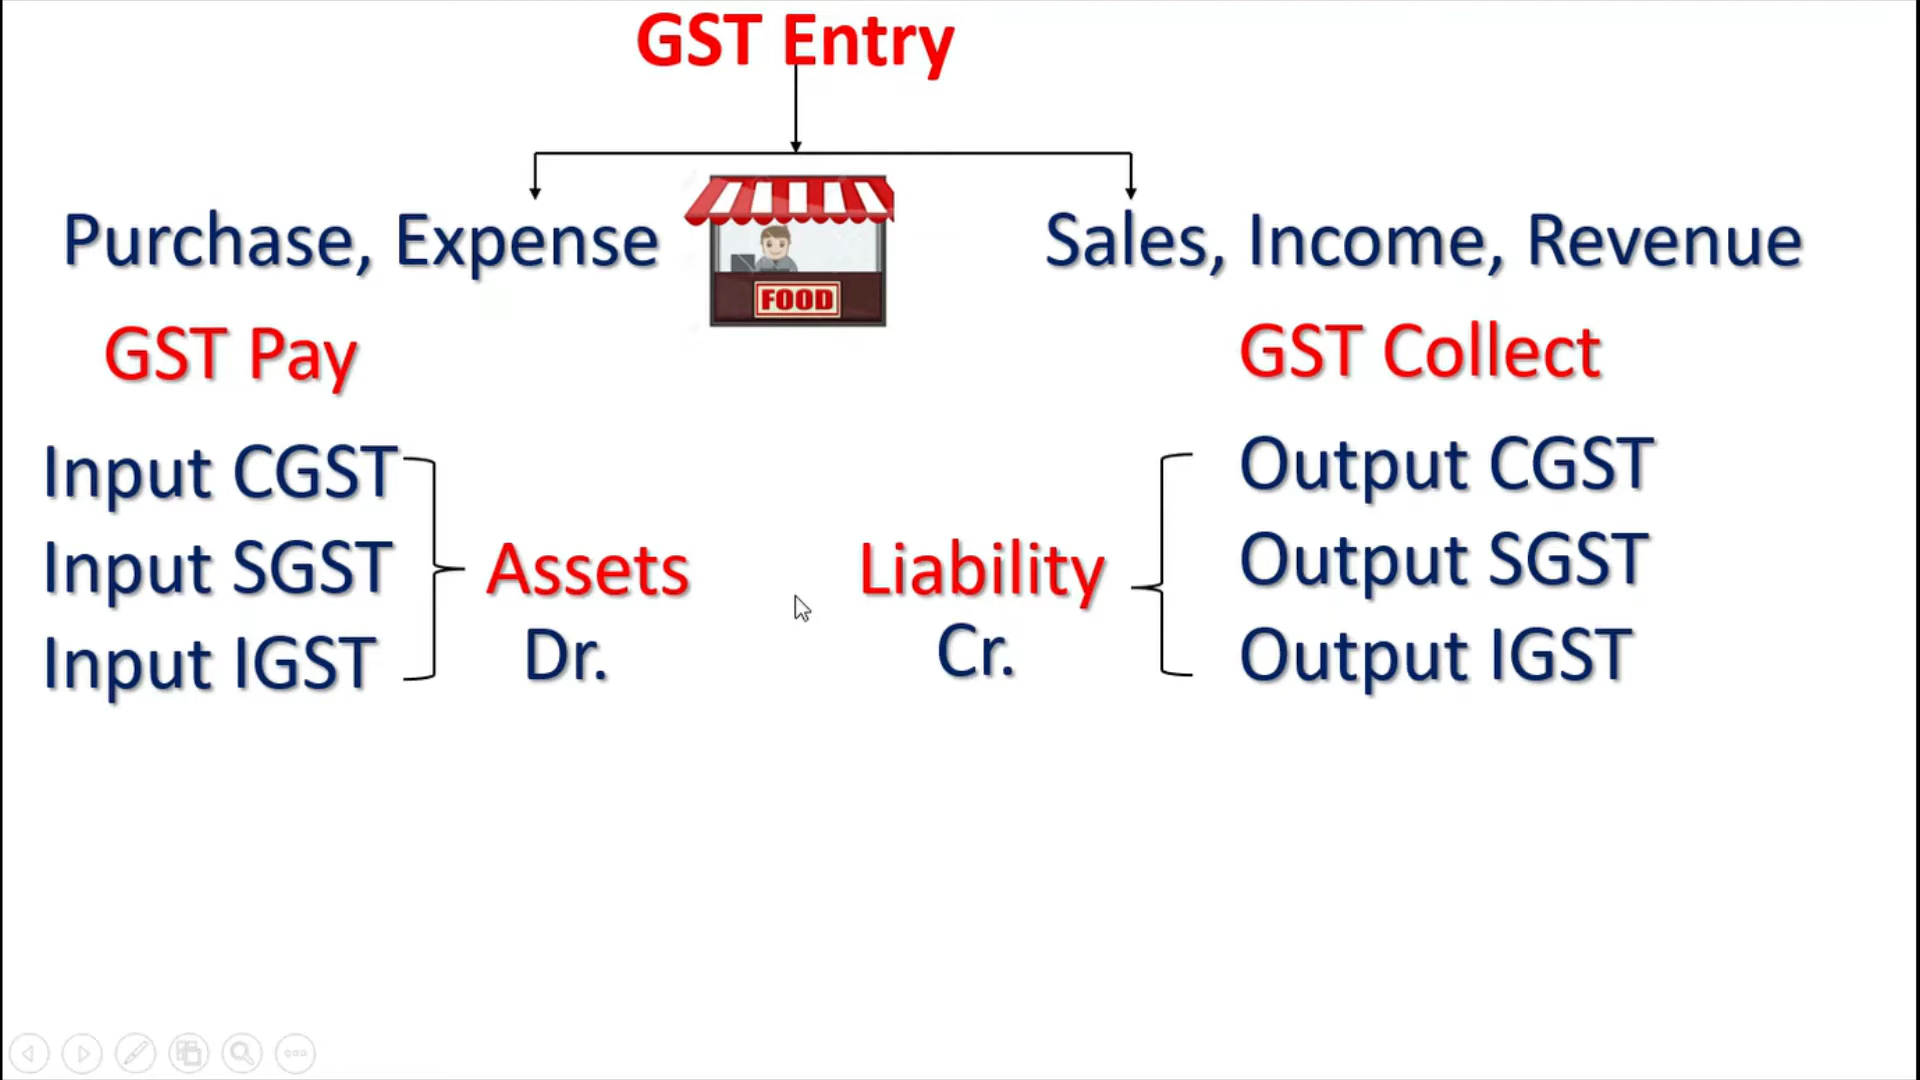 GST Entry
Purchase, Expense
FOOD
Sales, Income, Revenue
GST Pay
GST Collect
Input CGST
Input SGST
Input IGST
Assets
Dr.
Liability
Cr.
Output CGST
Output SGST
Output IGST